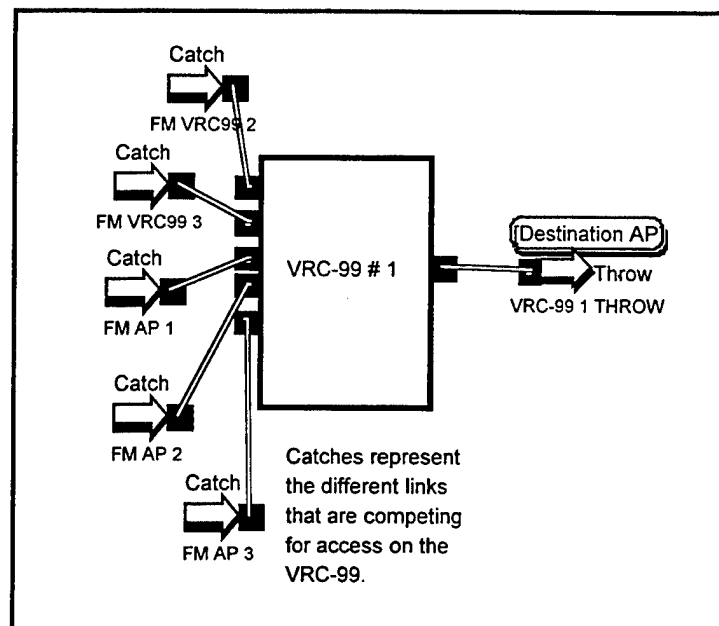 Catch
FM VRC99 2
Catch
FM VRC99 3
Catch
FM AP 1
Catch
FM AP 2
Catch
FM AP 3
VRC-99 # 1
[Destination AP]
Throw
VRC-99 1 THROW
Catches represent
the different links
that are competing
for access on the
VRC-99.